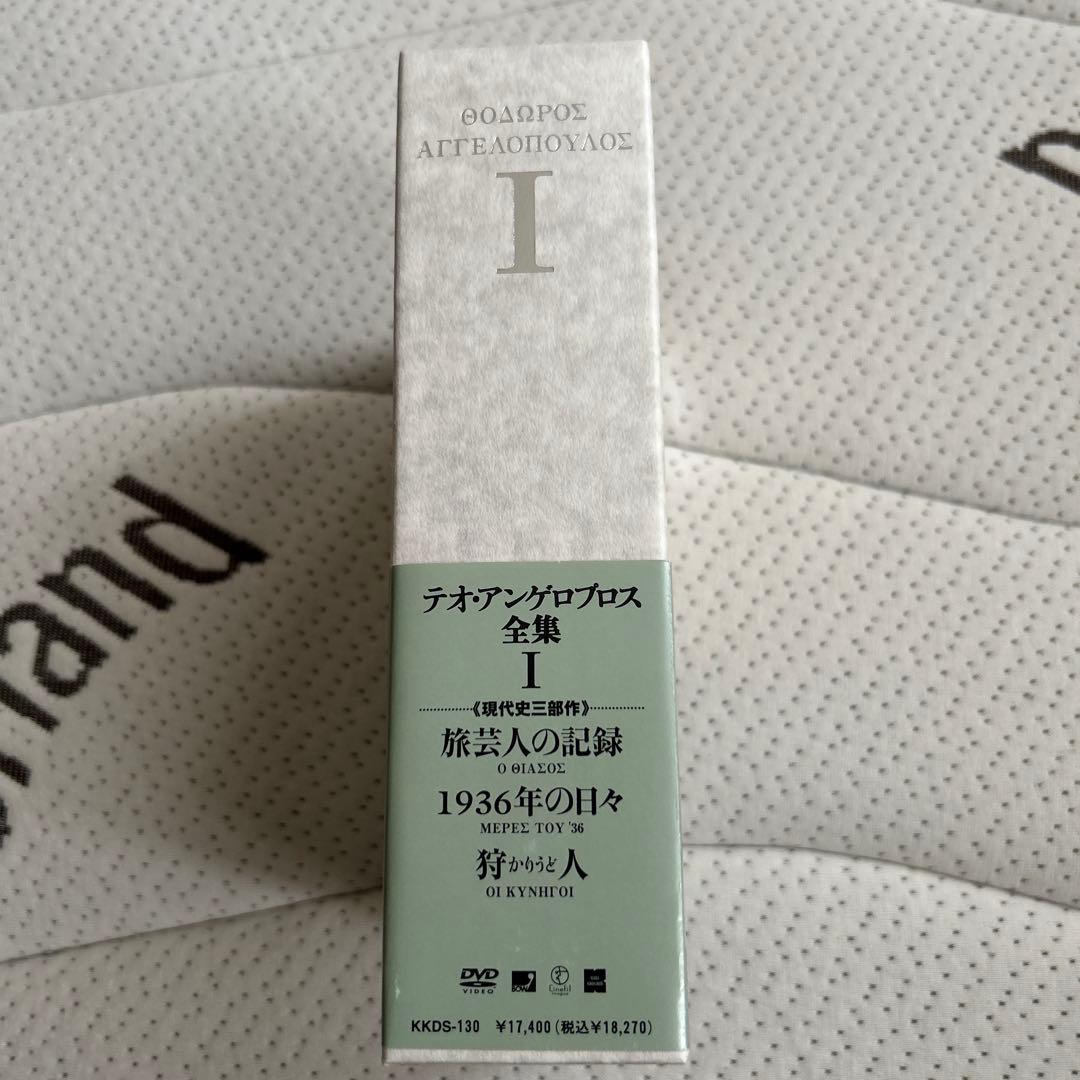 ΘΟΔΩΡΟΣ
ΑΓΓΕΛΟΠΟΥΛΟΣ
I
テオ・アンゲロプロス
全集
I
《現代史三部作》
旅芸人の記録
Ο ΘΙΑΣΟΣ
1936年の日々
ΜΕΡΕΣ ΤΟΥ '36
狩かりうど人
ΟΙ ΚΥΝΗΓΟΙ
DVD
VIDEO
KKDS-130 ¥17,400(税込¥18,270)